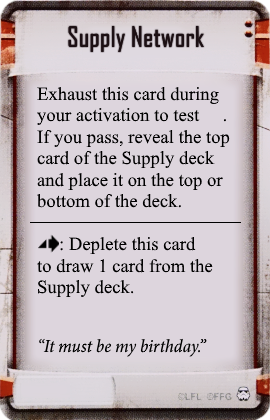 Supply Network
Exhaust this card during
your activation to test .
If you pass, reveal the top
card of the Supply deck
and place it on the top or
bottom of the deck.
: Deplete this card
to draw 1 card from the
Supply deck.
“It must be my birthday.”
©LFL ©FFG